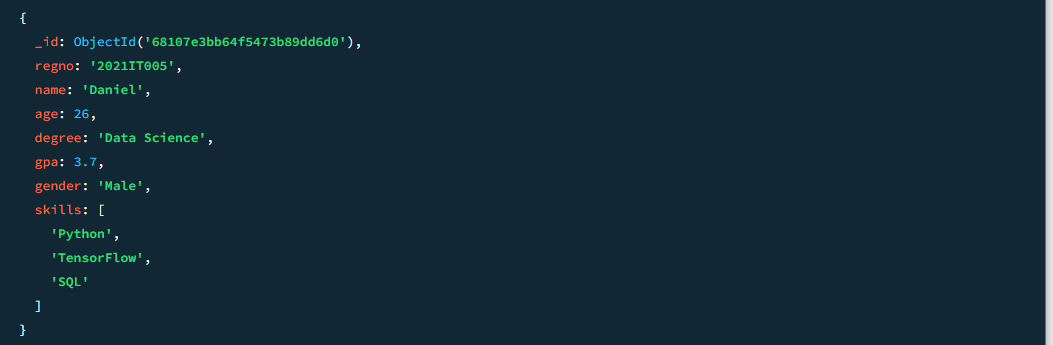 {
_id: ObjectId('68107e3bb64f5473b89dd6d0'),
regno: '2021IT005',
name: 'Daniel',
age: 26,
degree: 'Data Science',
gpa: 3.7,
gender: 'Male',
skills: [
'Python',
'TensorFlow',
'SQL'
]
}